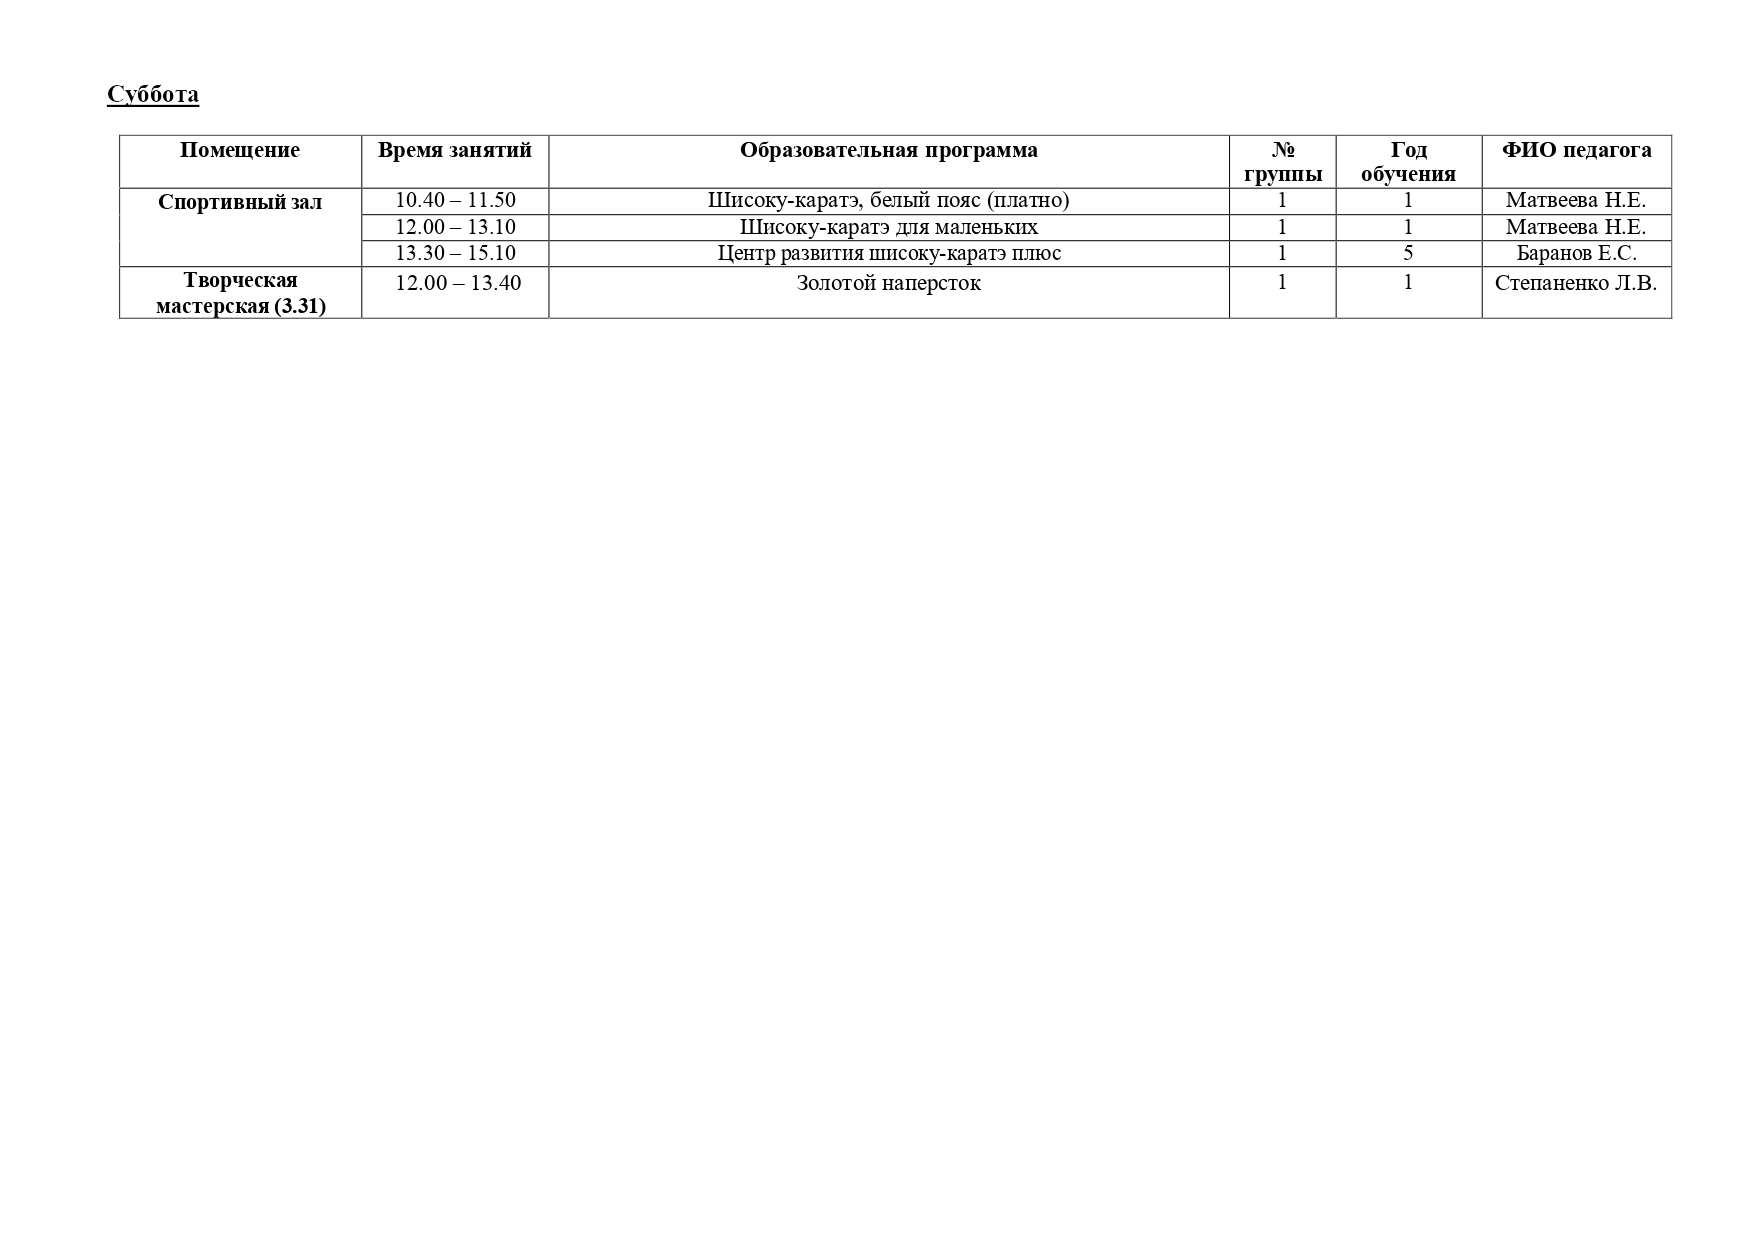 Суббота
Помещение Время занятий Образовательная программа № группы Год обучения ФИО педагога
Спортивный зал 10.40 – 11.50 Шисоку-каратэ, белый пояс (платно) 1 1 Матвеева Н.Е.
12.00 – 13.10 Шисоку-каратэ для маленьких 1 1 Матвеева Н.Е.
13.30 – 15.10 Центр развития шисоку-каратэ плюс 1 5 Баранов Е.С.
Творческая мастерская (3.31) 12.00 – 13.40 Золотой наперсток 1 1 Степаненко Л.В.